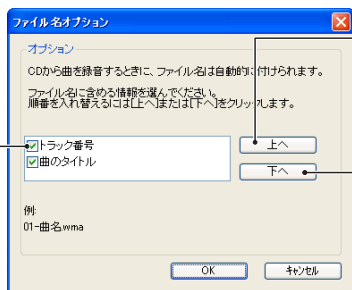 ファイル名オプション
オプション
CDから曲を録音するときに、ファイル名は自動的に付けられます。
ファイル名に含める情報を選んでください。
順番を入れ替えるには[上へ]または[下へ]をクリックします。
トラック番号
曲のタイトル
上へ
下へ
例:
01-曲名.wma
OK
キャンセル